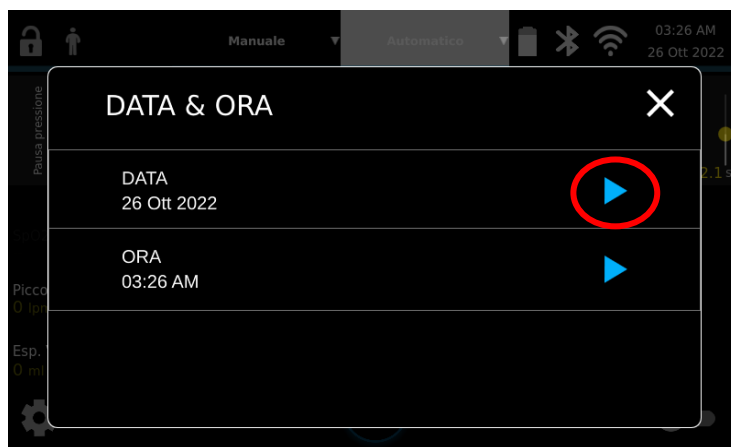 Manuale
Automatico
03:26 AM
26 Ott 2022
Pausa pressione
DATA & ORA
2.1 s
DATA
26 Ott 2022
ORA
03:26 AM
Picco
0 lpm
Esp.
0 ml